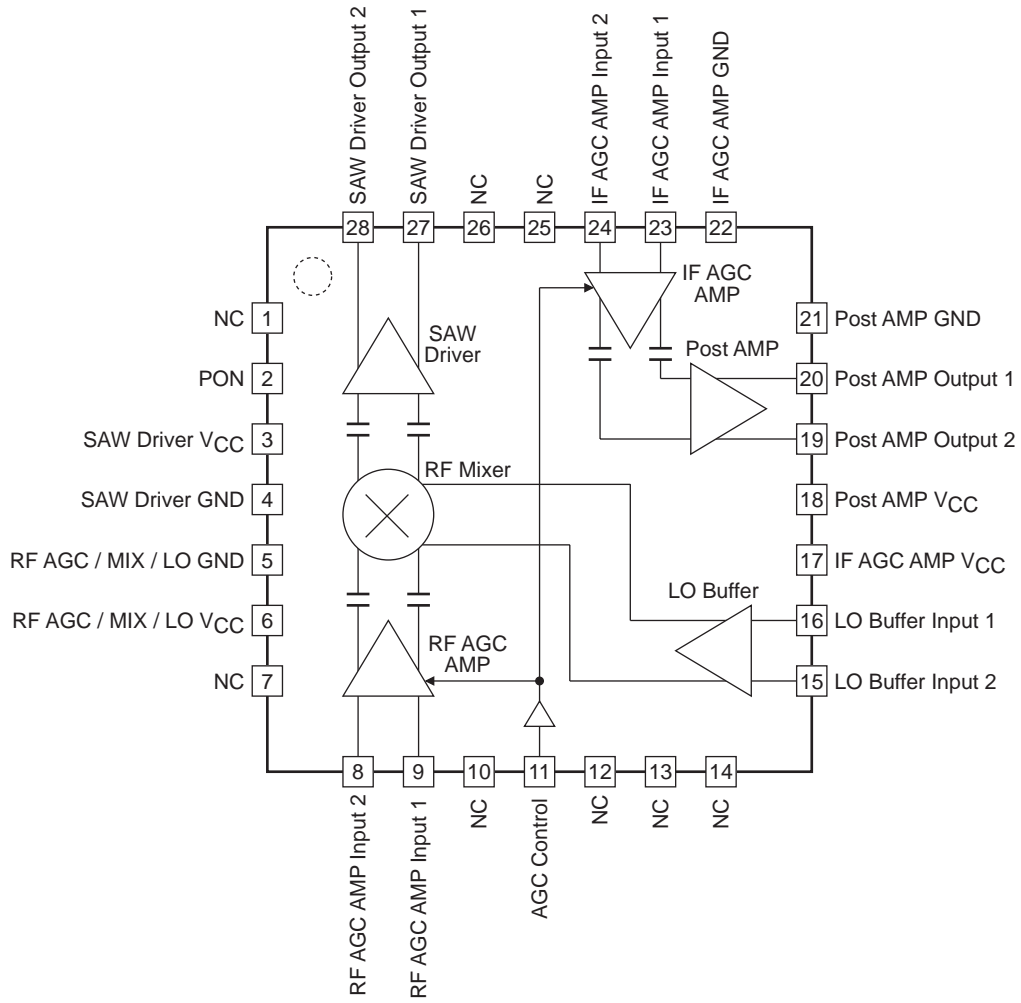 SAW Driver Output 2
SAW Driver Output 1
NC
NC
IF AGC AMP Input 2
IF AGC AMP Input 1
IF AGC AMP GND
28
27
26
25
24
23
22
NC 1
PON 2
SAW Driver VCC 3
SAW Driver GND 4
RF AGC / MIX / LO GND 5
RF AGC / MIX / LO VCC 6
NC 7
IF AGC
AMP
SAW
Driver
Post AMP
RF Mixer
LO Buffer
RF AGC
AMP
21 Post AMP GND
20 Post AMP Output 1
19 Post AMP Output 2
18 Post AMP VCC
17 IF AGC AMP VCC
16 LO Buffer Input 1
15 LO Buffer Input 2
8
9
10
11
12
13
14
RF AGC AMP Input 2
RF AGC AMP Input 1
NC
AGC Control
NC
NC
NC